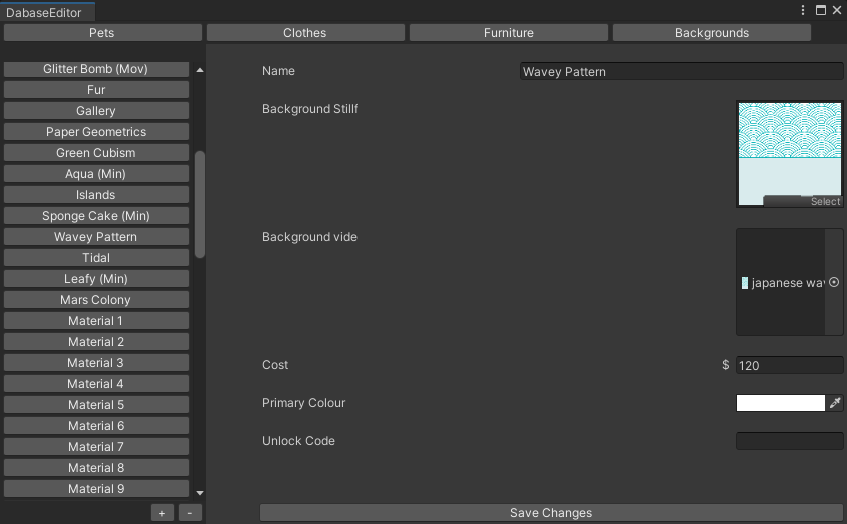 DabaseEditor
Pets
Clothes
Furniture
Backgrounds
Glitter Bomb (Mov)
Fur
Gallery
Paper Geometrics
Green Cubism
Aqua (Min)
Islands
Sponge Cake (Min)
Wavey Pattern
Tidal
Leafy (Min)
Mars Colony
Material 1
Material 2
Material 3
Material 4
Material 5
Material 6
Material 7
Material 8
Material 9
+ -
Name
Wavey Pattern
Background Stillf
Select
Background vide
japanese wav
Cost
$ 120
Primary Colour
Unlock Code
Save Changes